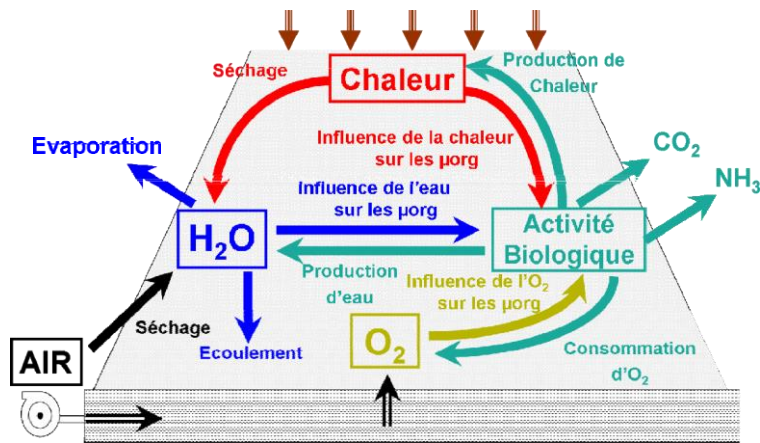 Séchage
Chaleur
Production de
Chaleur
Evaporation
Influence de la chaleur
sur les µorg
CO₂
NH₃
Influence de l'eau
sur les µorg
H₂O
Activité
Biologique
Production
d'eau
Influence de l'O₂
sur les µorg
Séchage
Ecoulement
O₂
Consommation
d'O₂
AIR